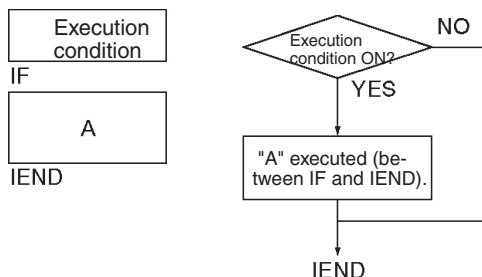 Execution
condition
IF
A
IEND
Execution
condition ON?
NO
YES
"A" executed (be-
tween IF and IEND).
IEND